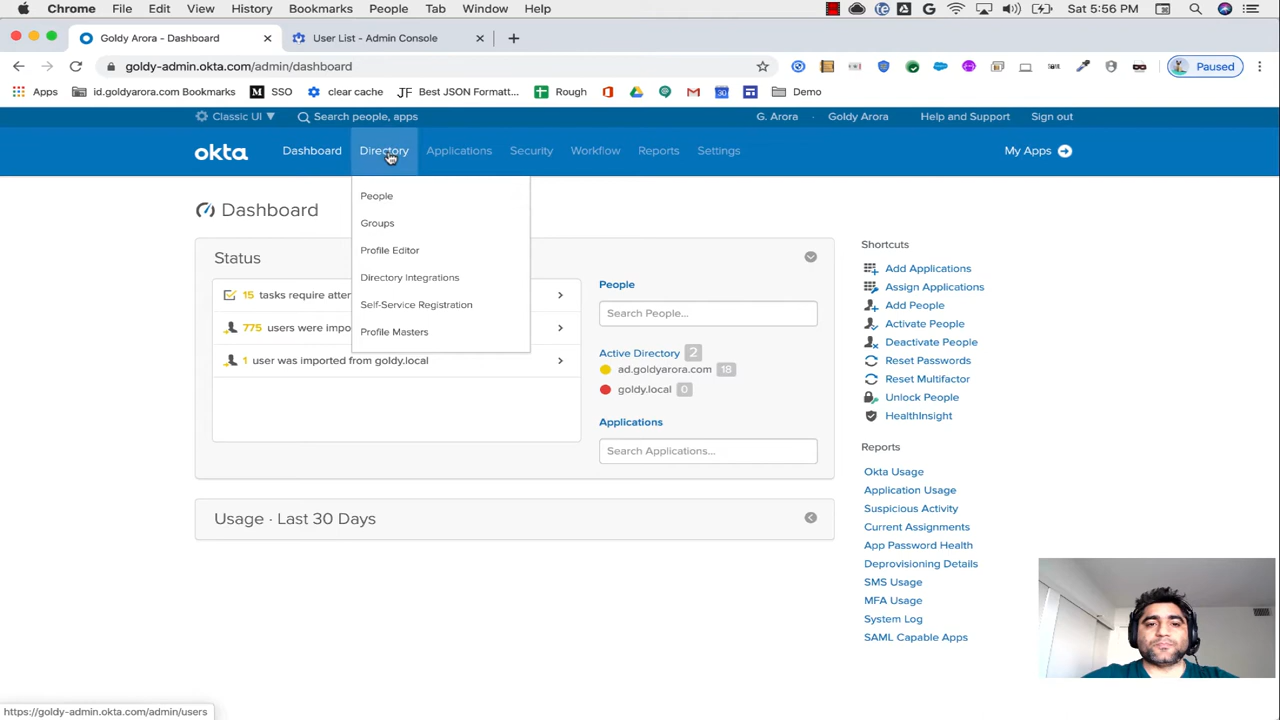 Chrome File Edit View History Bookmarks People Tab Window Help Sat 5:56 PM
Goldy Arora - Dashboard User List - Admin Console
goldy-admin.okta.com/admin/dashboard Paused
Apps id.goldyarora.com Bookmarks SSO clear cache JF Best JSON Formatt... Rough Demo
Classic UI Search people, apps G. Arora · Goldy Arora · Help and Support Sign out
okta Dashboard Directory Applications Security Workflow Reports Settings My Apps
People
Groups
Profile Editor
Directory Integrations
Self-Service Registration
Profile Masters
Dashboard
Status
15 tasks require atter
775 users were impo
1 user was imported from goldy.local
People
Search People...
Active Directory 2
ad.goldyarora.com 18
goldy.local 0
Applications
Search Applications...
Usage · Last 30 Days
Shortcuts
Add Applications
Assign Applications
Add People
Activate People
Deactivate People
Reset Passwords
Reset Multifactor
Unlock People
HealthInsight
Reports
Okta Usage
Application Usage
Suspicious Activity
Current Assignments
App Password Health
Deprovisioning Details
SMS Usage
MFA Usage
System Log
SAML Capable Apps
https://goldy-admin.okta.com/admin/users